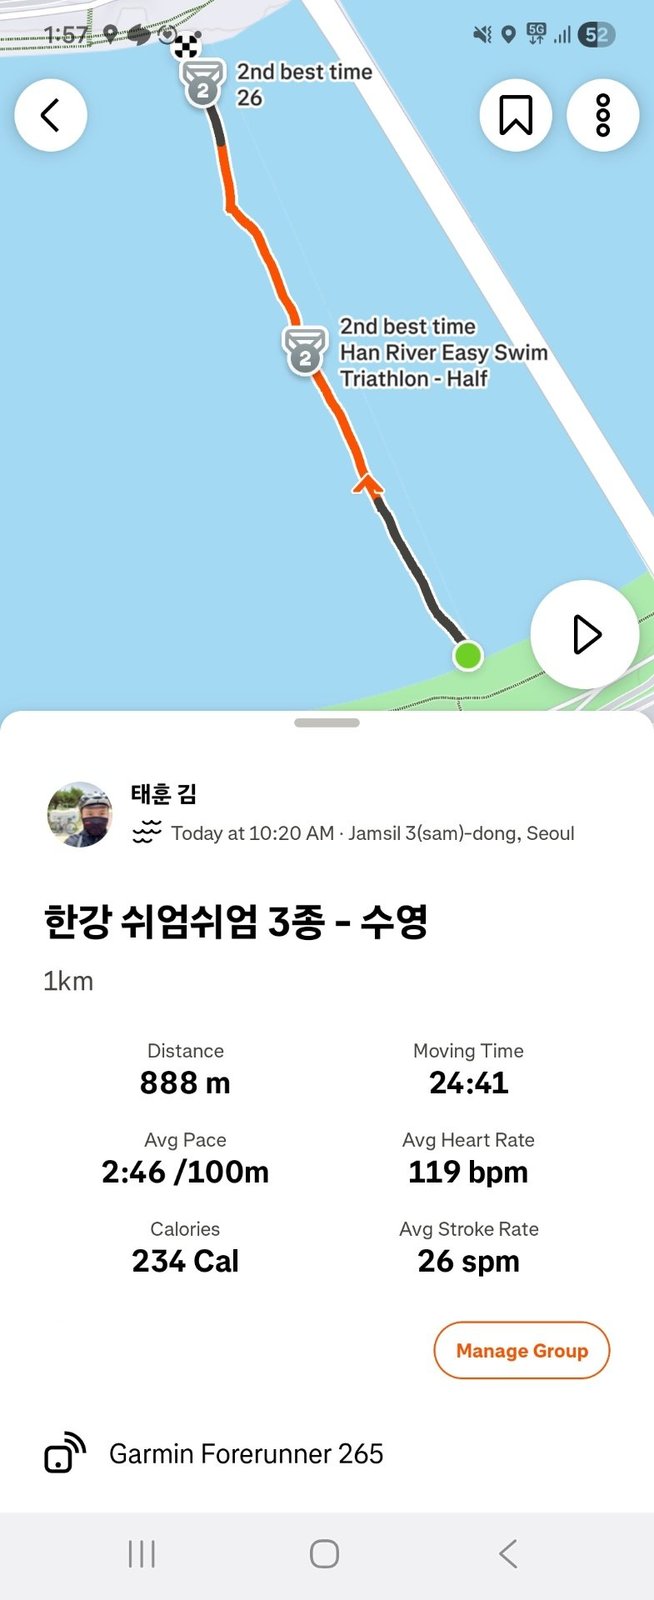 1:57
5G
52
2nd best time
26
2
2nd best time
Han River Easy Swim
Triathlon - Half
2
태훈 김
Today at 10:20 AM · Jamsil 3(sam)-dong, Seoul
한강 쉬엄쉬엄 3종 - 수영
1km
Distance
Moving Time
888 m
24:41
Avg Pace
Avg Heart Rate
2:46 /100m
119 bpm
Calories
Avg Stroke Rate
234 Cal
26 spm
Manage Group
Garmin Forerunner 265